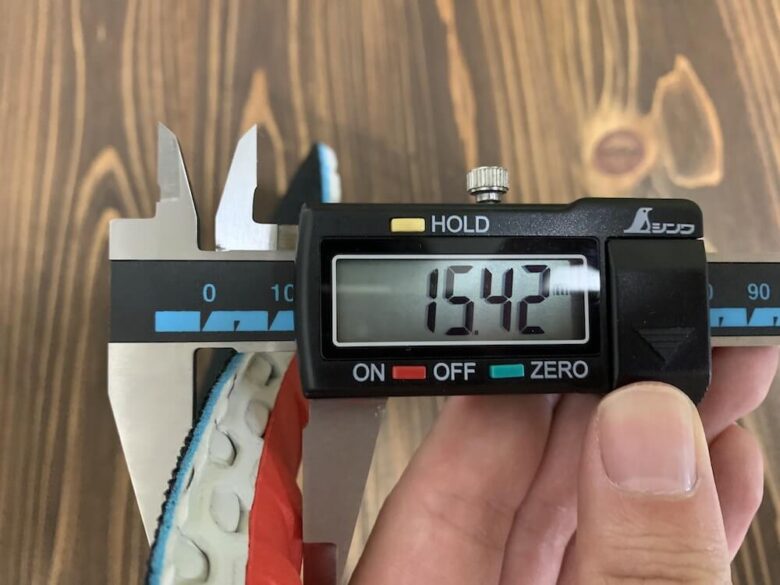 HOLD
シンワ
0 10
15.42
90
ON OFF ZERO